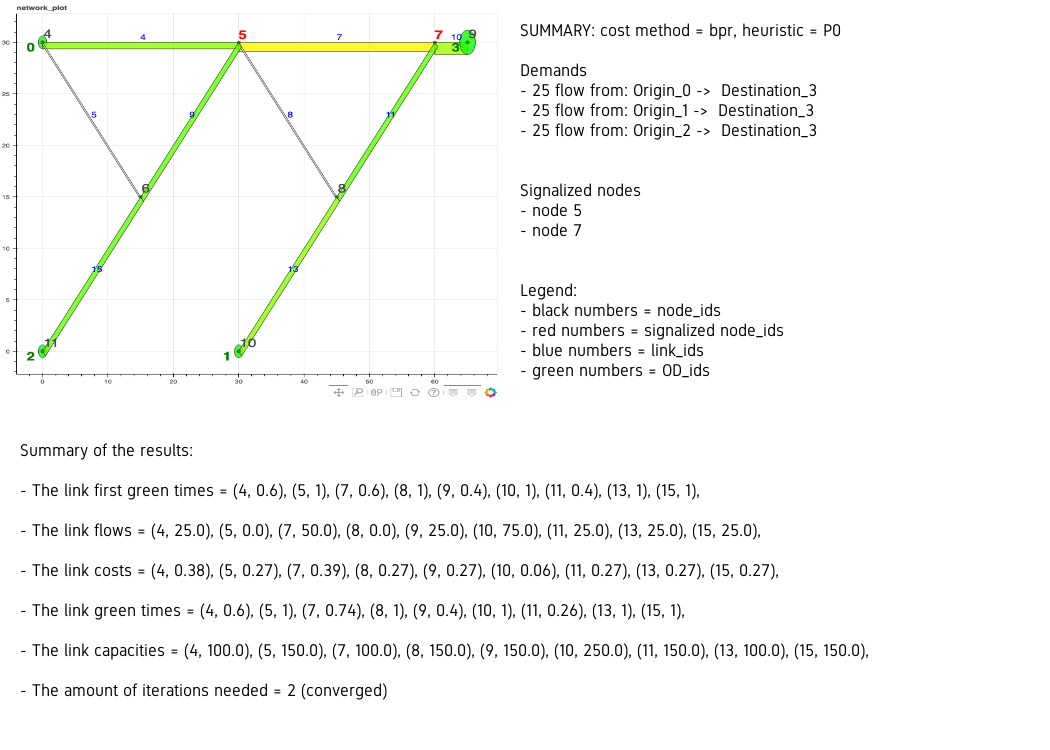 network_plot
4
5
7
9
0
4
7
10
3
30
25
5
9
8
11
20
6
8
15
10
15
13
5
11
10
0
2
1
0
10
20
30
40
50
60
SUMMARY: cost method = bpr, heuristic = P0
Demands
- 25 flow from: Origin_0 -> Destination_3
- 25 flow from: Origin_1 -> Destination_3
- 25 flow from: Origin_2 -> Destination_3
Signalized nodes
- node 5
- node 7
Legend:
- black numbers = node_ids
- red numbers = signalized node_ids
- blue numbers = link_ids
- green numbers = OD_ids
Summary of the results:
- The link first green times = (4, 0.6), (5, 1), (7, 0.6), (8, 1), (9, 0.4), (10, 1), (11, 0.4), (13, 1), (15, 1),
- The link flows = (4, 25.0), (5, 0.0), (7, 50.0), (8, 0.0), (9, 25.0), (10, 75.0), (11, 25.0), (13, 25.0), (15, 25.0),
- The link costs = (4, 0.38), (5, 0.27), (7, 0.39), (8, 0.27), (9, 0.27), (10, 0.06), (11, 0.27), (13, 0.27), (15, 0.27),
- The link green times = (4, 0.6), (5, 1), (7, 0.74), (8, 1), (9, 0.4), (10, 1), (11, 0.26), (13, 1), (15, 1),
- The link capacities = (4, 100.0), (5, 150.0), (7, 100.0), (8, 150.0), (9, 150.0), (10, 250.0), (11, 150.0), (13, 100.0), (15, 150.0),
- The amount of iterations needed = 2 (converged)